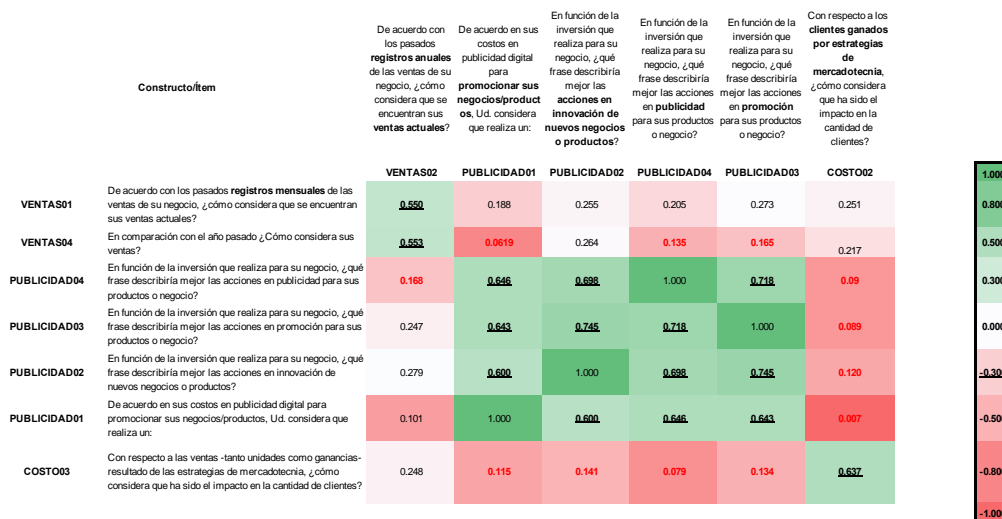 Constructo/Ítem
De acuerdo con
los pasados
registros anuales
de las ventas de su
negocio, ¿cómo
considera que se
encuentran sus
ventas actuales?
De acuerdo en sus
costos en
publicidad digital
para
promocionar sus
negocios/product
os, Ud. considera
que realiza un:
En función de la
inversión que
realiza para su
negocio, ¿qué
frase describiría
mejor las
acciones en
innovación de
nuevos negocios
o productos?
En función de la
inversión que
realiza para su
negocio, ¿qué
frase describiría
mejor las acciones
en publicidad
para sus productos
o negocio?
En función de la
inversión que
realiza para su
negocio, ¿qué
frase describiría
mejor las acciones
en promoción
para sus productos
o negocio?
Con respecto a los
clientes ganados
por estrategias
de
mercadotecnia,
¿cómo considera
que ha sido el
impacto en la
cantidad de
clientes?
VENTAS02 PUBLICIDAD01 PUBLICIDAD02 PUBLICIDAD04 PUBLICIDAD03 COSTO02
VENTAS01
De acuerdo con los pasados registros mensuales de las
ventas de su negocio, ¿cómo considera que se encuentran
sus ventas actuales?
0.550 0.188 0.255 0.205 0.273 0.251
VENTAS04
En comparación con el año pasado ¿Cómo considera sus
ventas?
0.553 0.0619 0.264 0.135 0.165 0.217
PUBLICIDAD04
En función de la inversión que realiza para su negocio, ¿qué
frase describiría mejor las acciones en publicidad para sus
productos o negocio?
0.168 0.646 0.698 1.000 0.718 0.09
PUBLICIDAD03
En función de la inversión que realiza para su negocio, ¿qué
frase describiría mejor las acciones en promoción para sus
productos o negocio?
0.247 0.643 0.745 0.718 1.000 0.089
PUBLICIDAD02
En función de la inversión que realiza para su negocio, ¿qué
frase describiría mejor las acciones en innovación de
nuevos negocios o productos?
0.279 0.600 1.000 0.698 0.745 0.120
PUBLICIDAD01
De acuerdo en sus costos en publicidad digital para
promocionar sus negocios/productos, Ud. considera que
realiza un:
0.101 1.000 0.600 0.646 0.643 0.007
COSTO03
Con respecto a las ventas -tanto unidades como ganancias-
resultado de las estrategias de mercadotecnia, ¿cómo
considera que ha sido el impacto en la cantidad de clientes?
0.248 0.115 0.141 0.079 0.134 0.637
1.000
0.800
0.500
0.300
0.000
-0.300
-0.500
-0.800
-1.000